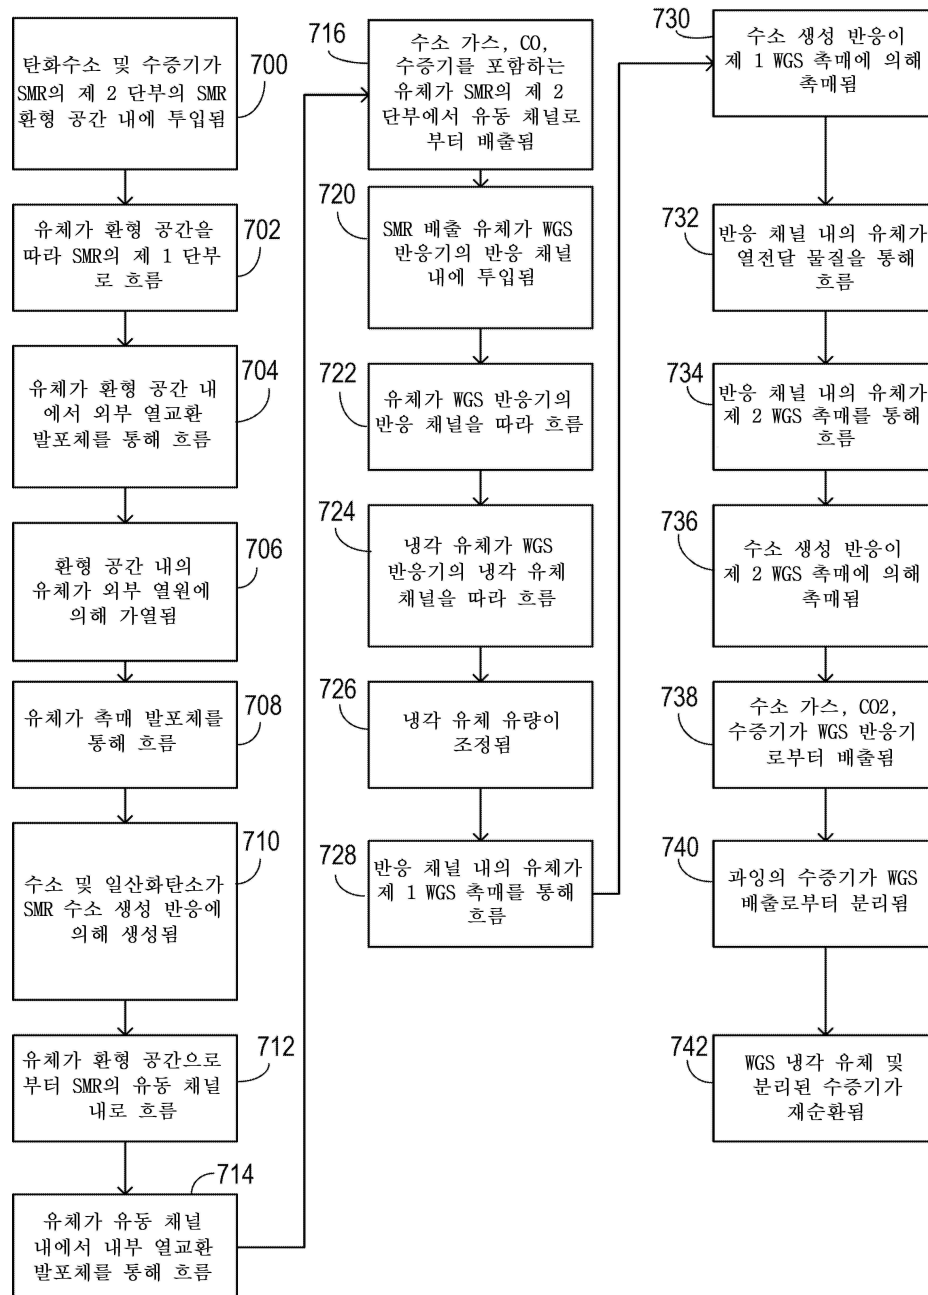 700
탄화수소 및 수증기가
SMR의 제 2 단부의 SMR
환형 공간 내에 투입됨
702
유체가 환형 공간을
따라 SMR의 제 1 단부
로 흐름
704
유체가 환형 공간 내
에서 외부 열교환
발포체를 통해 흐름
706
환형 공간 내의
유체가 외부 열원에
의해 가열됨
708
유체가 촉매 발포체를
통해 흐름
710
수소 및 일산화탄소가
SMR 수소 생성 반응에
의해 생성됨
712
유체가 환형 공간으로
부터 SMR의 유동 채널
내로 흐름
714
유체가 유동 채널
내에서 내부 열교환
발포체를 통해 흐름
716
수소 가스, CO,
수증기를 포함하는
유체가 SMR의 제 2
단부에서 유동 채널로
부터 배출됨
720
SMR 배출 유체가 WGS
반응기의 반응 채널
내에 투입됨
722
유체가 WGS 반응기의
반응 채널을 따라 흐름
724
냉각 유체가 WGS
반응기의 냉각 유체
채널을 따라 흐름
726
냉각 유체 유량이
조정됨
728
반응 채널 내의 유체가
제 1 WGS 촉매를 통해
흐름
730
수소 생성 반응이
제 1 WGS 촉매에 의해
촉매됨
732
반응 채널 내의 유체가
열전달 물질을 통해
흐름
734
반응 채널 내의 유체가
제 2 WGS 촉매를 통해
흐름
736
수소 생성 반응이
제 2 WGS 촉매에 의해
촉매됨
738
수소 가스, CO2,
수증기가 WGS 반응기
로부터 배출됨
740
과잉의 수증기가 WGS
배출로부터 분리됨
742
WGS 냉각 유체 및
분리된 수증기가
재순환됨